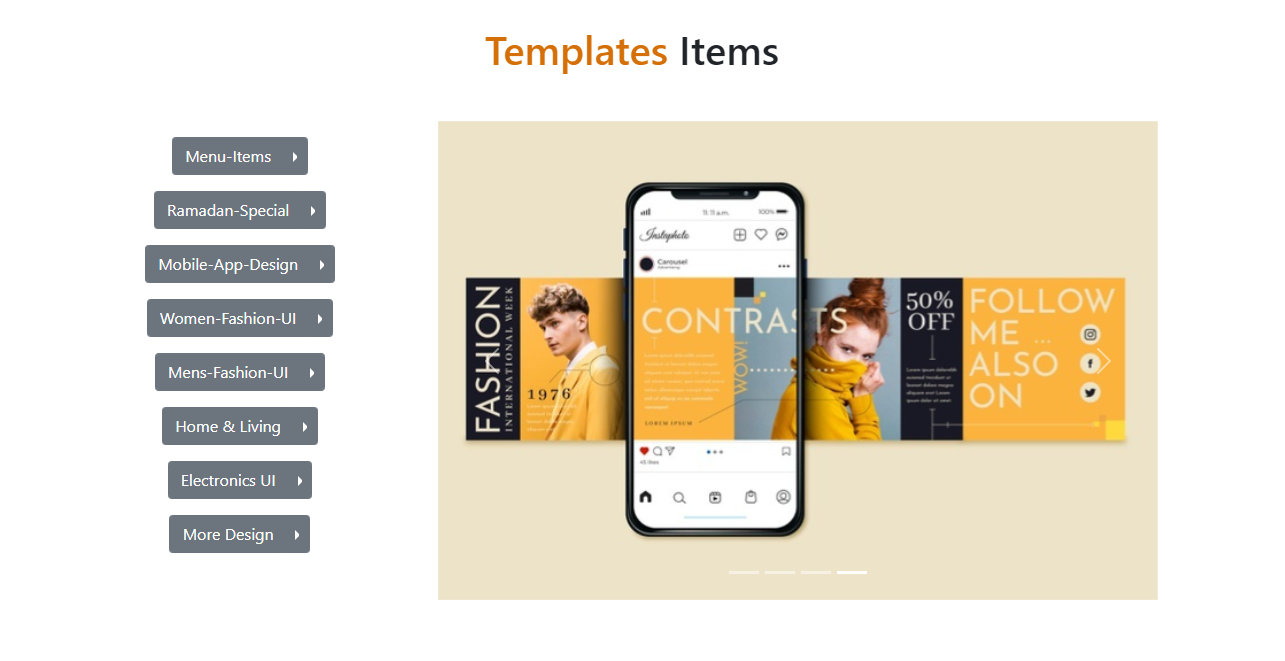 Templates Items
Menu-Items
Ramadan-Special
Mobile-App-Design
Women-Fashion-UI
Mens-Fashion-UI
Home & Living
Electronics UI
More Design
11:11 a.m.
100%
Instaphoto
Carousel
Advertising
FASHION
INTERNATIONAL WEEK
1976
CONTRASTS
WOW!
LOREM IPSUM
50%
OFF
FOLLOW
ME ...
ALSO
ON